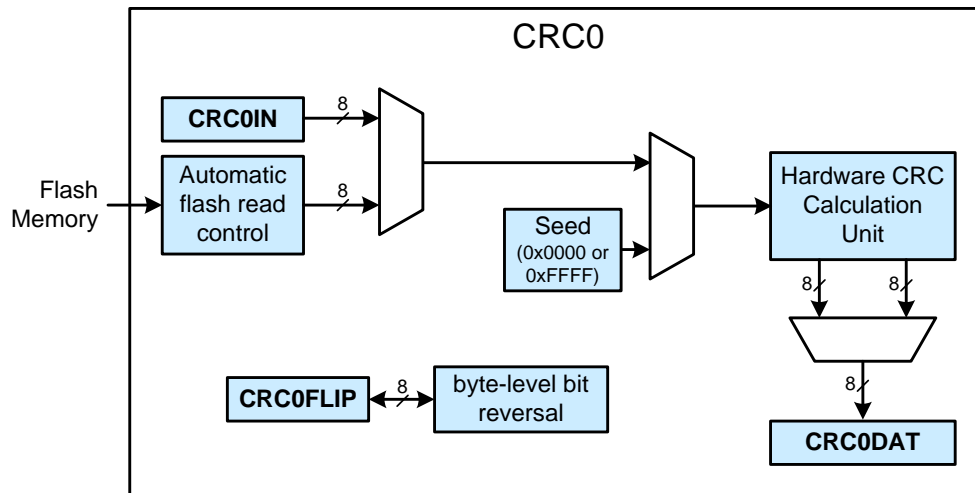 CRC0
CRC0IN
8
Flash
Memory
Automatic
flash read
control
8
Seed
(0x0000 or
0xFFFF)
Hardware CRC
Calculation
Unit
8
8
CRC0FLIP
8
byte-level bit
reversal
8
CRC0DAT